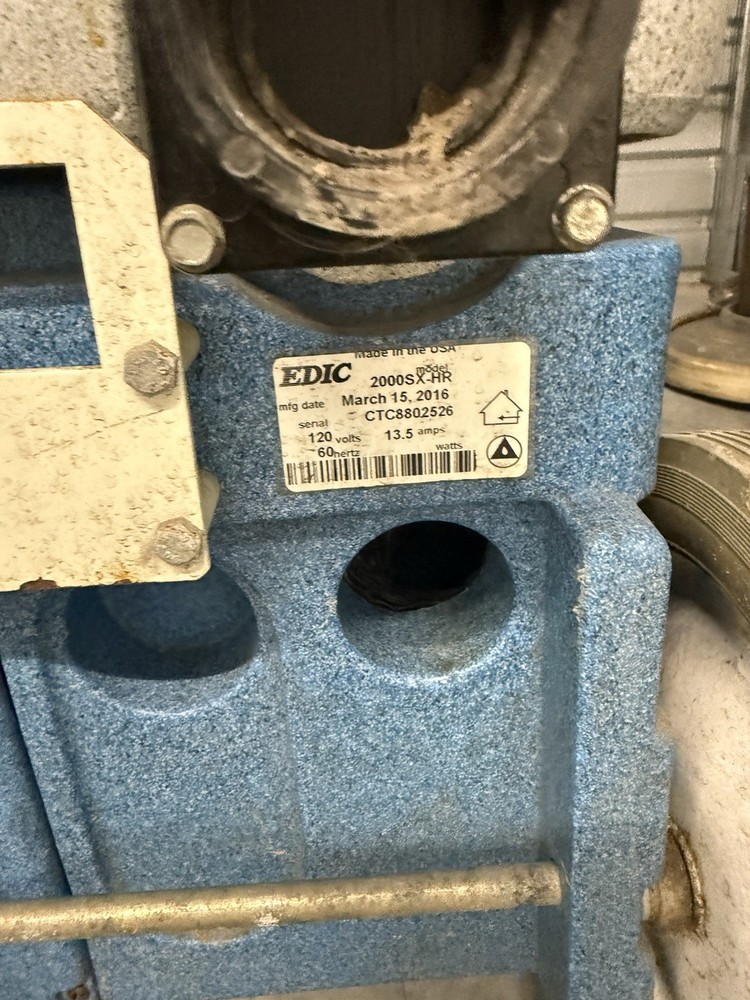 Made in the USA
EDIC model
2000SX-HR
mfg date March 15, 2016
serial CTC8802526
120 volts 13.5 amps
60 hertz watts